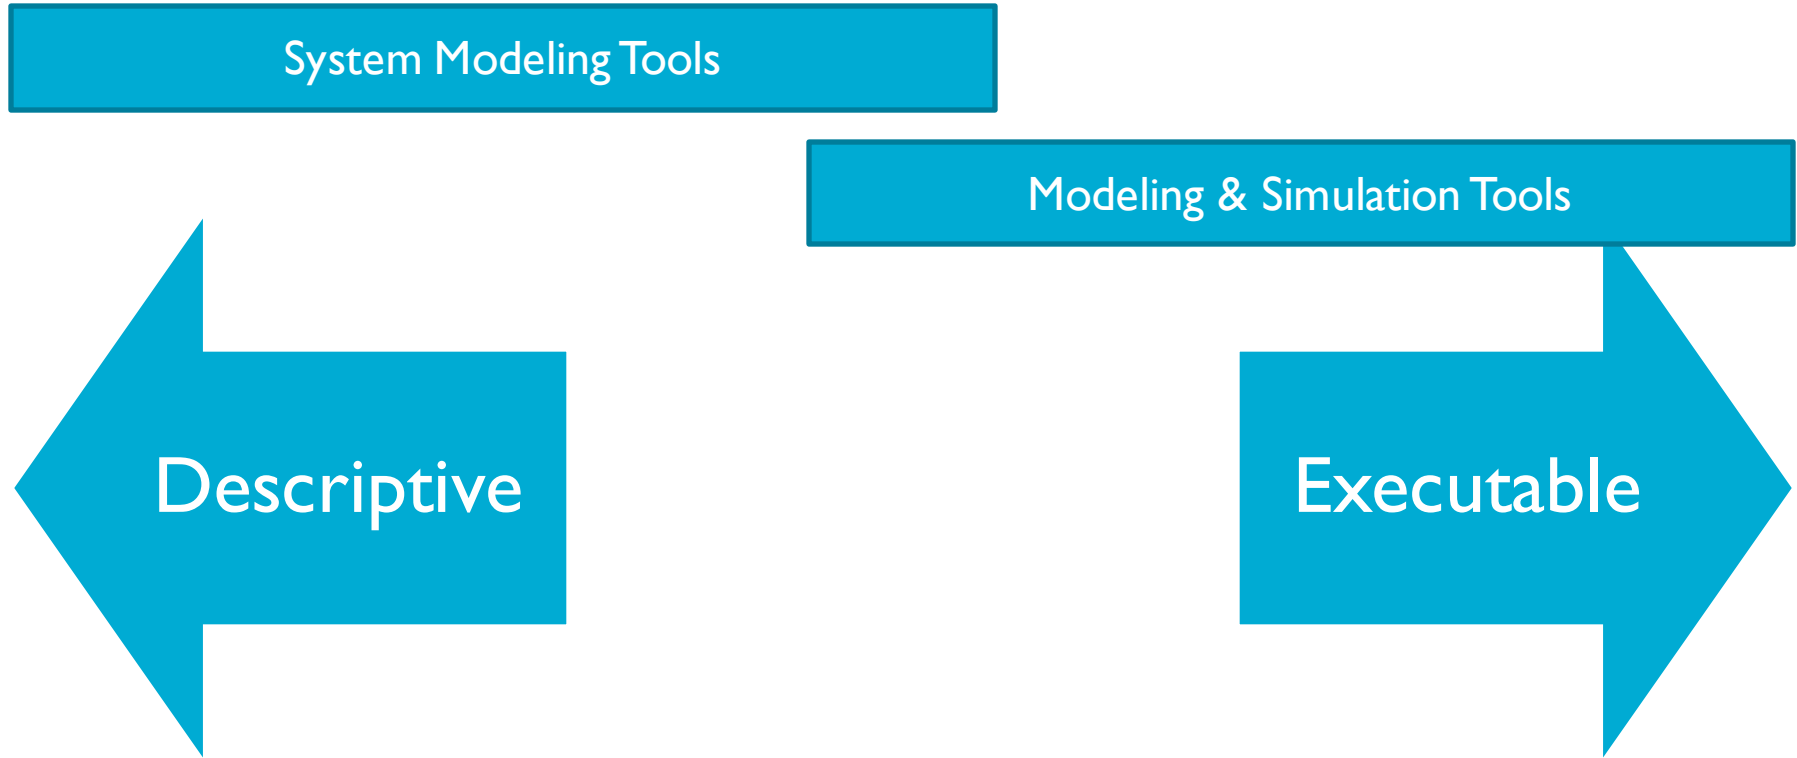 System Modeling Tools
Modeling & Simulation Tools
Descriptive
Executable